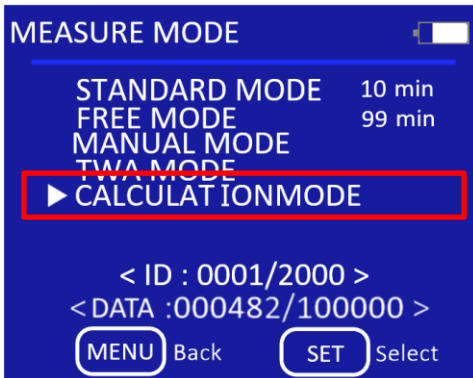 MEASURE MODE
STANDARD MODE 10 min
FREE MODE 99 min
MANUAL MODE
TWA MODE
▶ CALCULAT IONMODE
< ID : 0001/2000 >
< DATA :000482/100000 >
MENU Back SET Select